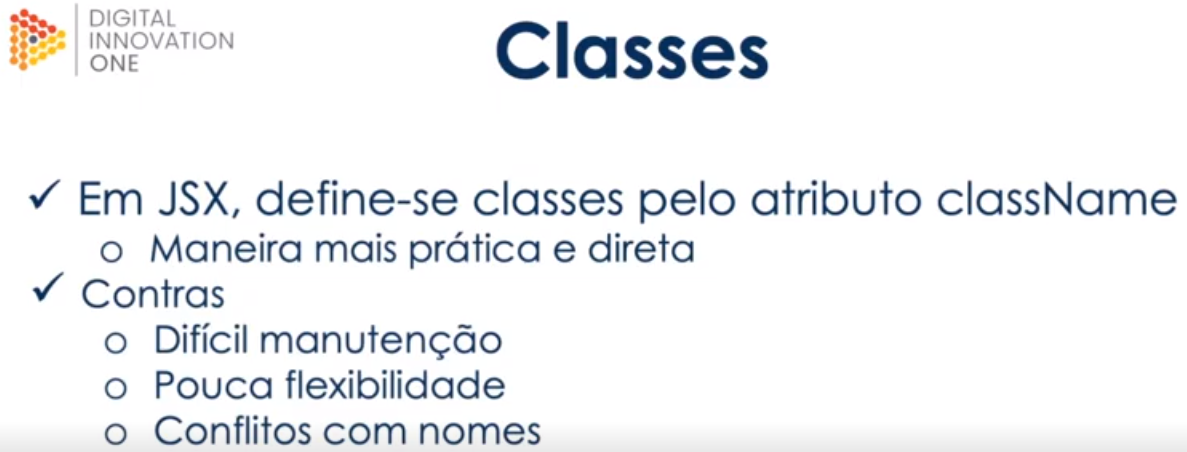 DIGITAL
INNOVATION
ONE
Classes
✓ Em JSX, define-se classes pelo atributo className
o Maneira mais prática e direta
✓ Contras
o Difícil manutenção
o Pouca flexibilidade
o Conflitos com nomes